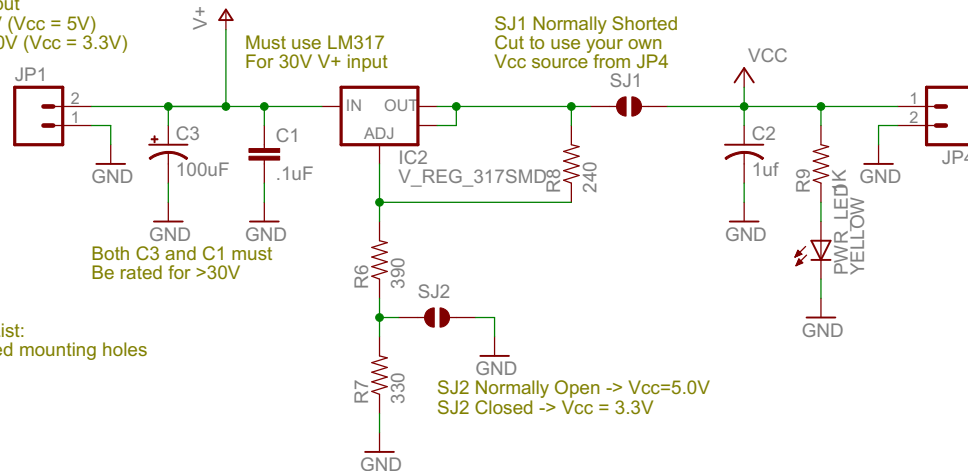 V (Vcc = 5V)
0V (Vcc = 3.3V)
V+
Must use LM317
For 30V V+ input
SJ1 Normally Shorted
Cut to use your own
Vcc source from JP4
SJ1
VCC
JP1
2
1
GND
C3
100uF
GND
C1
.1uF
GND
Both C3 and C1 must
Be rated for >30V
IN
OUT
ADJ
IC2
V_REG_317SMD
R8
240
R6
390
SJ2
GND
R7
330
GND
SJ2 Normally Open -> Vcc=5.0V
SJ2 Closed -> Vcc = 3.3V
C2
1uf
GND
R9
1K
PWR_LED
YELLOW
GND
1
2
GND
JP4
ed mounting holes